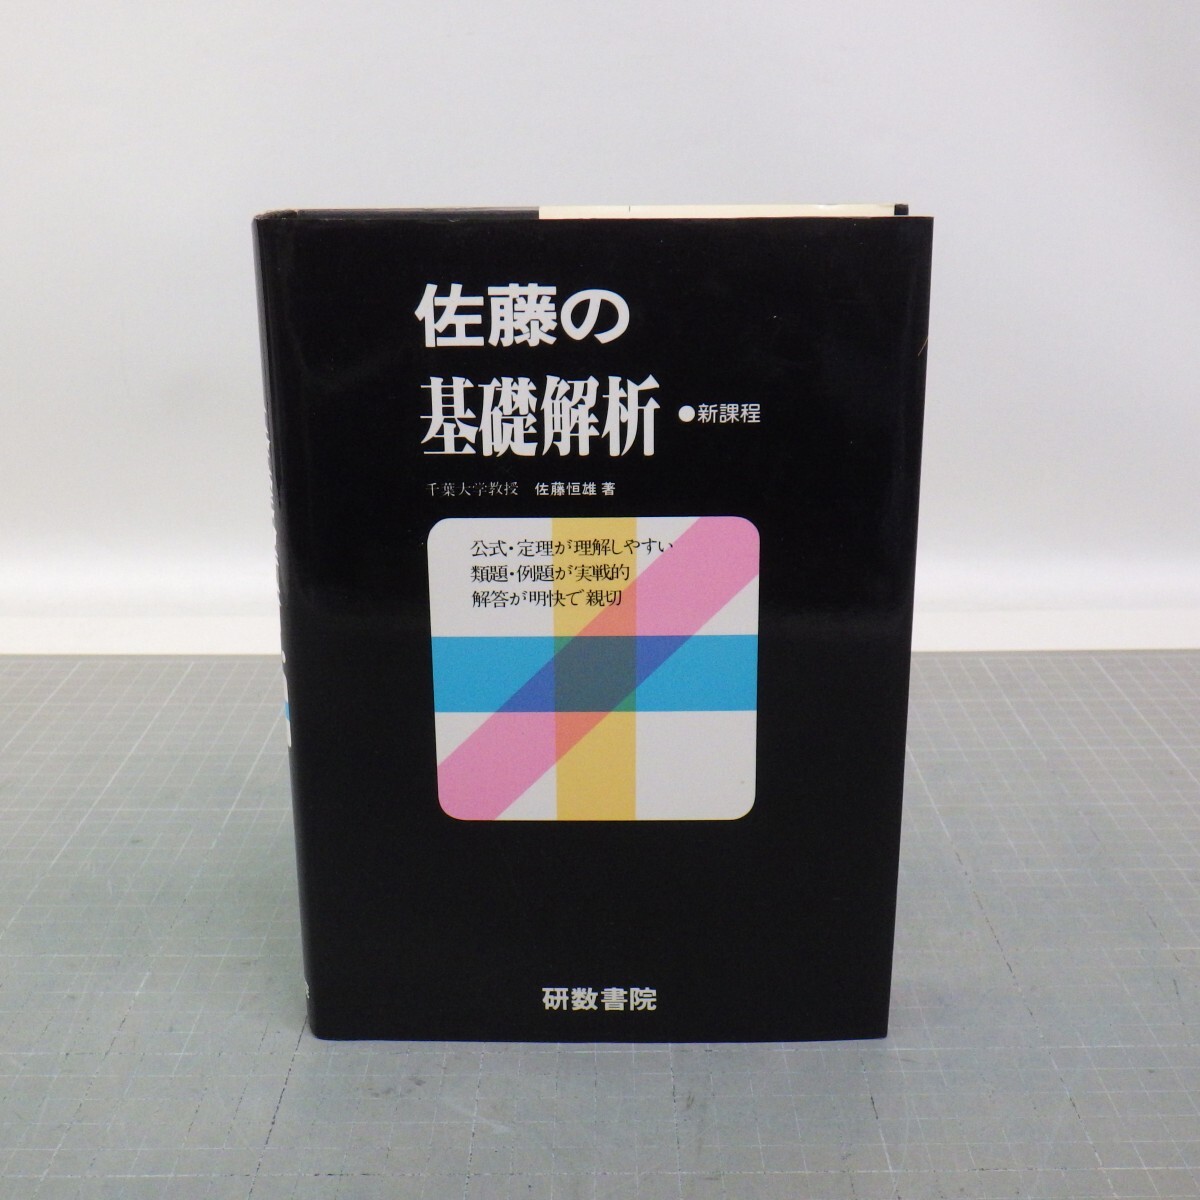 佐藤の
基礎解析 ●新課程
千葉大学教授 佐藤恒雄 著
公式・定理が理解しやすい
類題・例題が実戦的
解答が明快で親切
研数書院